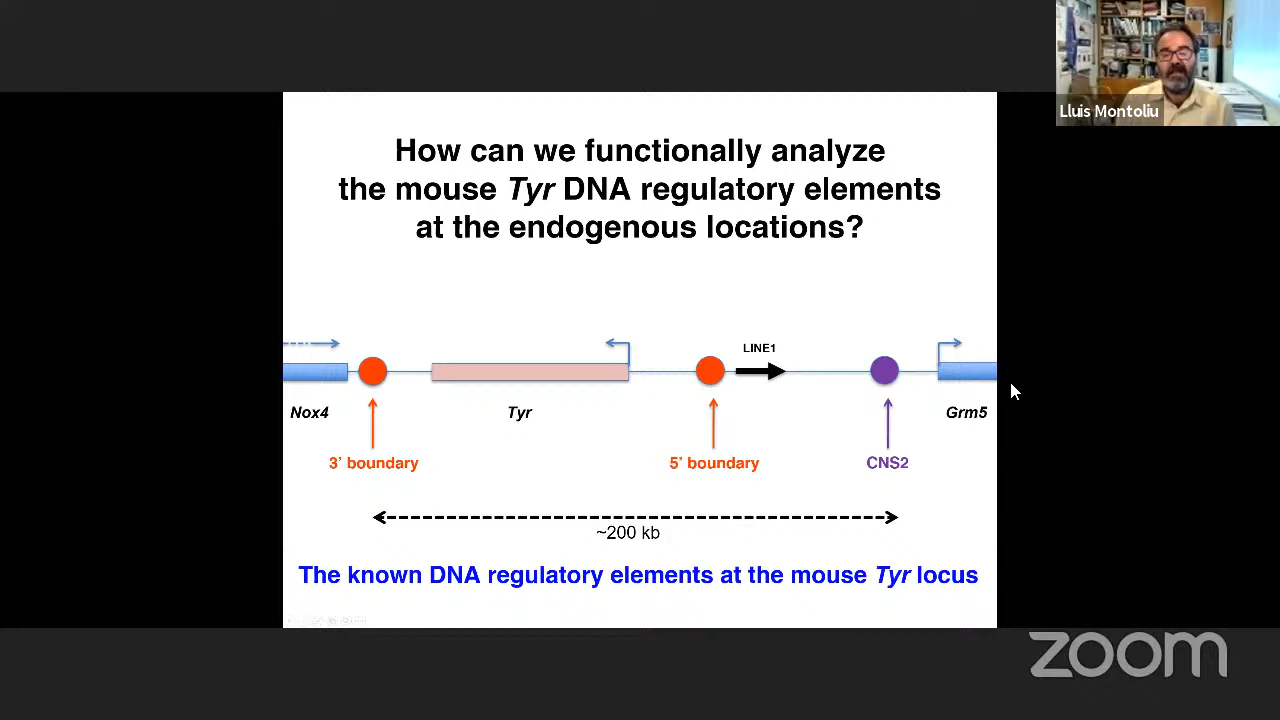 Lluis Montoliu
How can we functionally analyze
the mouse Tyr DNA regulatory elements
at the endogenous locations?
LINE1
Nox4
Tyr
Grm5
3’ boundary
5’ boundary
CNS2
~200 kb
The known DNA regulatory elements at the mouse Tyr locus
zoom